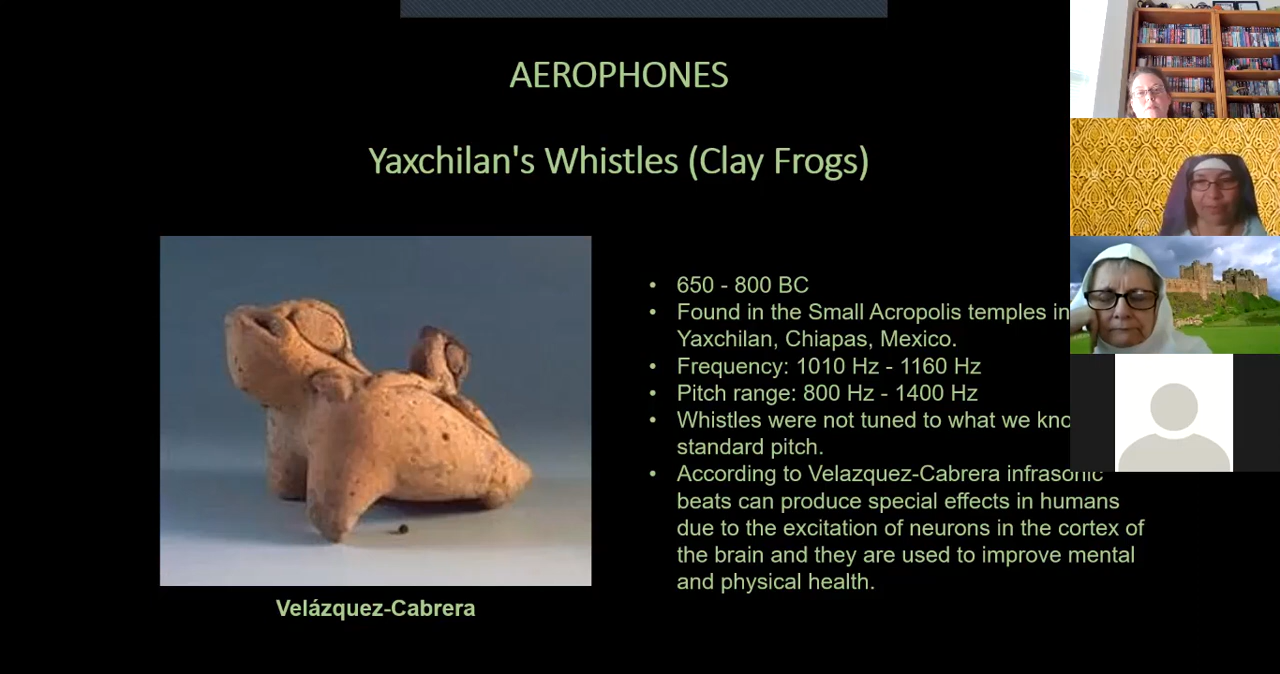 AEROPHONES
Yaxchilan's Whistles (Clay Frogs)
650 - 800 BC
Found in the Small Acropolis temples in
Yaxchilan, Chiapas, Mexico.
Frequency: 1010 Hz - 1160 Hz
Pitch range: 800 Hz - 1400 Hz
Whistles were not tuned to what we
standard pitch.
According to Velazquez-Cabrera infrasonic
beats can produce special effects in humans
due to the excitation of neurons in the cortex of
the brain and they are used to improve mental
and physical health.
Velázquez-Cabrera